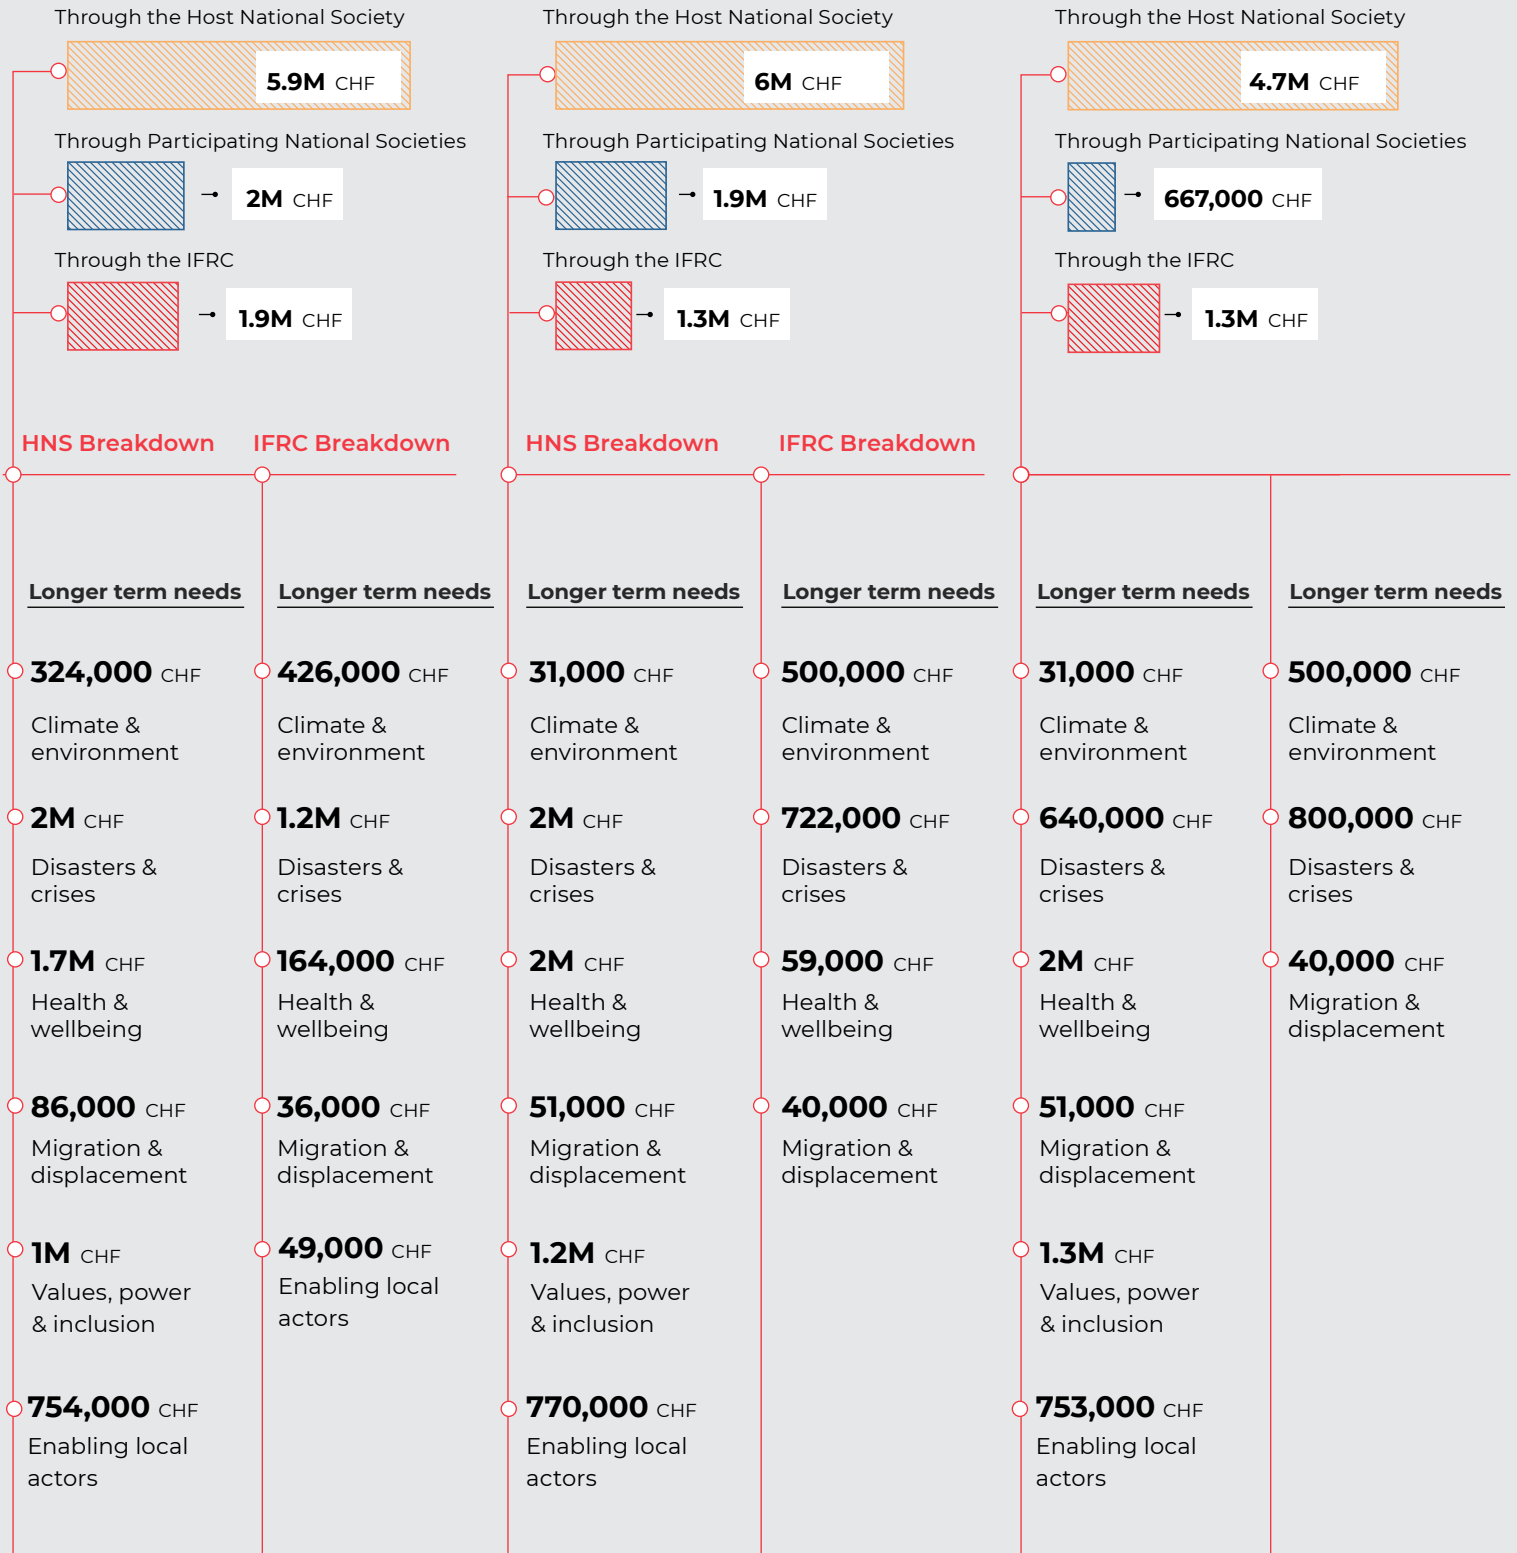 Through the Host National Society
5.9M CHF
Through Participating National Societies
2M CHF
Through the IFRC
1.9M CHF
HNS Breakdown
IFRC Breakdown
Longer term needs
324,000 CHF
Climate &
environment
2M CHF
Disasters &
crises
1.7M CHF
Health &
wellbeing
86,000 CHF
Migration &
displacement
1M CHF
Values, power
& inclusion
754,000 CHF
Enabling local
actors
Longer term needs
426,000 CHF
Climate &
environment
1.2M CHF
Disasters &
crises
164,000 CHF
Health &
wellbeing
36,000 CHF
Migration &
displacement
49,000 CHF
Enabling local
actors
Through the Host National Society
6M CHF
Through Participating National Societies
1.9M CHF
Through the IFRC
1.3M CHF
HNS Breakdown
IFRC Breakdown
Longer term needs
31,000 CHF
Climate &
environment
2M CHF
Disasters &
crises
2M CHF
Health &
wellbeing
51,000 CHF
Migration &
displacement
1.2M CHF
Values, power
& inclusion
770,000 CHF
Enabling local
actors
Longer term needs
500,000 CHF
Climate &
environment
722,000 CHF
Disasters &
crises
59,000 CHF
Health &
wellbeing
40,000 CHF
Migration &
displacement
Through the Host National Society
4.7M CHF
Through Participating National Societies
667,000 CHF
Through the IFRC
1.3M CHF
Longer term needs
31,000 CHF
Climate &
environment
640,000 CHF
Disasters &
crises
2M CHF
Health &
wellbeing
51,000 CHF
Migration &
displacement
1.3M CHF
Values, power
& inclusion
753,000 CHF
Enabling local
actors
Longer term needs
500,000 CHF
Climate &
environment
800,000 CHF
Disasters &
crises
40,000 CHF
Migration &
displacement